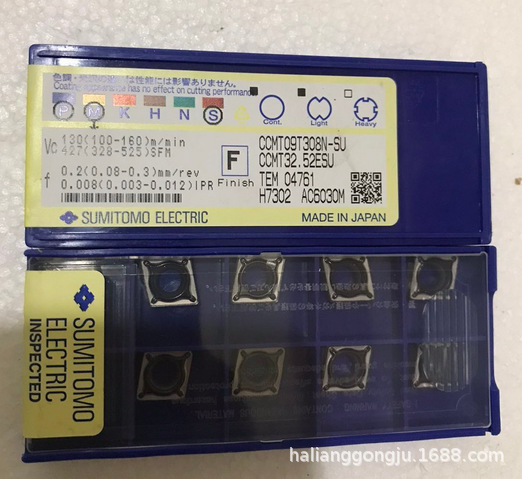 色調
は性能には影響ありません。
Coating appearance has no effect on cutting performance
P M K H N S
Cont. Light Heavy
Vc 130(100-160)m/min
427(328-525)SFM
f 0.2(0.08-0.3)mm/rev
0.008(0.003-0.012)IPR
F
Finish
CCMT09T308N-SU
CCMT32.52ESU
TEM 04761
H7302 AC6030M
SUMITOMO ELECTRIC
MADE IN JAPAN
SUMITOMO
ELECTRIC
INSPECTED
halianggongju.1688.com